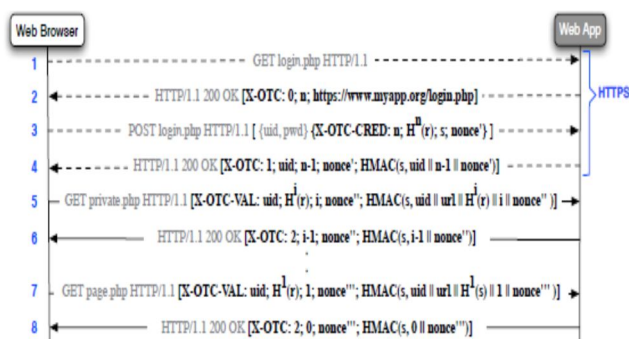 Web Browser
Web App
1
GET login.php HTTP/1.1
2
HTTP/1.1 200 OK [X-OTC: 0; n; https://www.myapp.org/login.php]
HTTPS
3
POST login.php HTTP/1.1 [ {uid, pwd} {X-OTC-CRED: n; H^n(r); s; nonce'} ]
4
HTTP/1.1 200 OK [X-OTC: 1; uid; n-1; nonce'; HMAC(s, uid || n-1 || nonce')]
5
GET private.php HTTP/1.1 [X-OTC-VAL: uid; H^i(r); i; nonce''; HMAC(s, uid || url || H^i(r) || i || nonce'' )]
6
HTTP/1.1 200 OK [X-OTC: 2; i-1; nonce''; HMAC(s, i-1 || nonce'')]
7
GET page.php HTTP/1.1 [X-OTC-VAL: uid; H^1(r); 1; nonce'''; HMAC(s, uid || url || H^1(s) || 1 || nonce''' )]
8
HTTP/1.1 200 OK [X-OTC: 2; 0; nonce'''; HMAC(s, 0 || nonce''')]